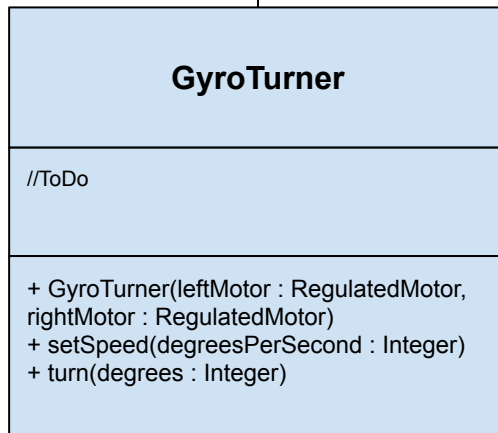 GyroTurner
//ToDo
+ GyroTurner(leftMotor : RegulatedMotor,
rightMotor : RegulatedMotor)
+ setSpeed(degreesPerSecond : Integer)
+ turn(degrees : Integer)